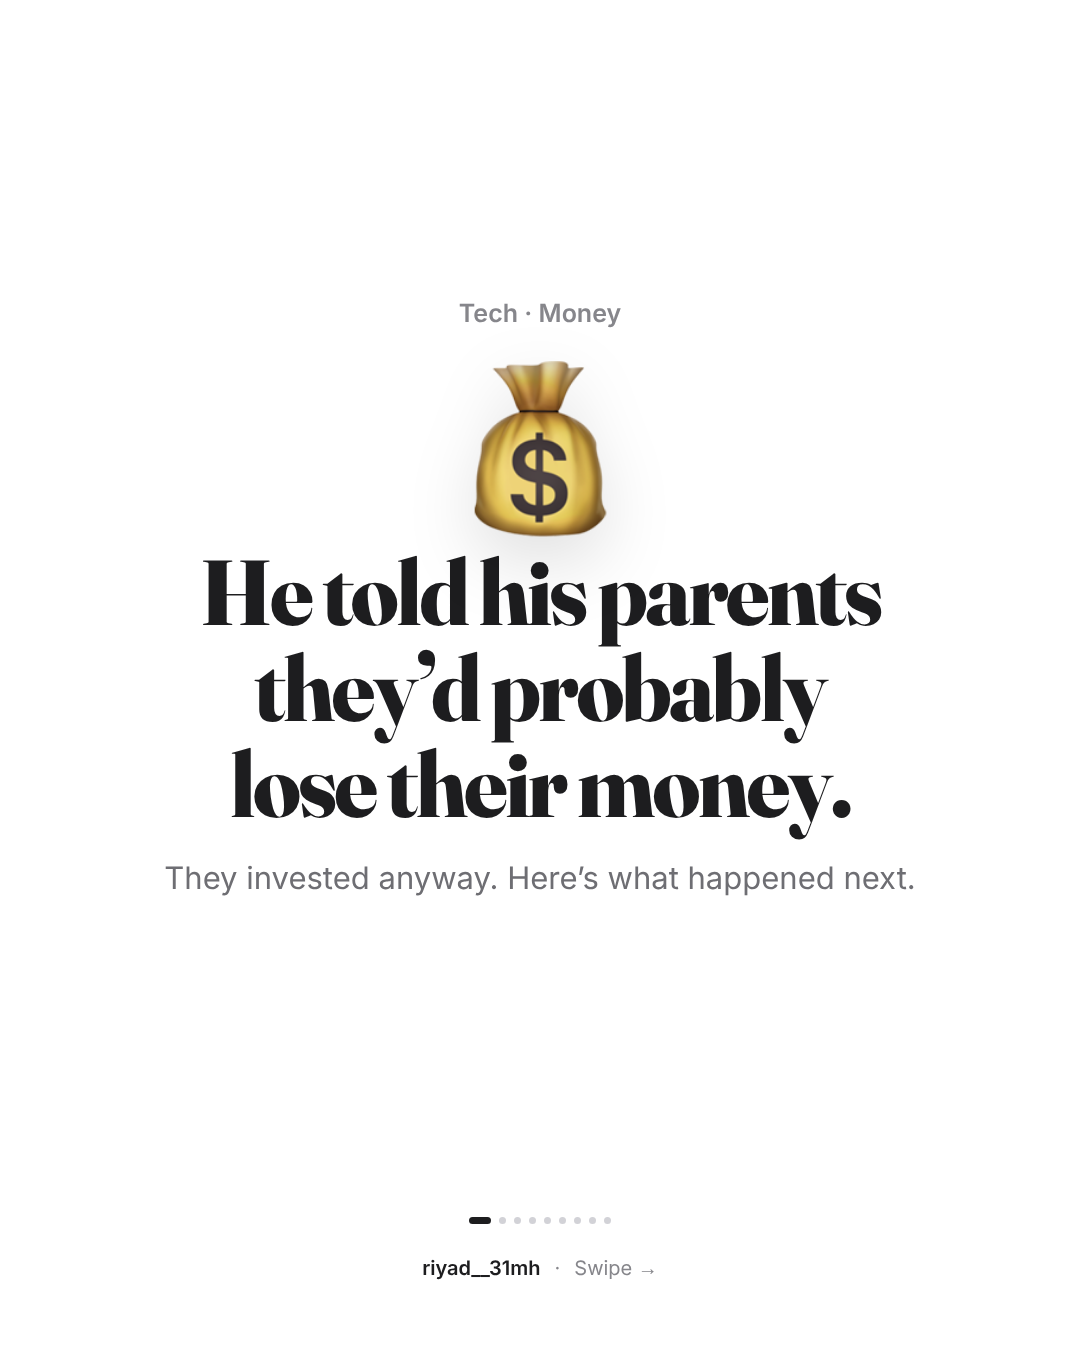 Tech · Money
$
He told his parents
they’d probably
lose their money.
They invested anyway. Here’s what happened next.
riyad__31mh · Swipe →